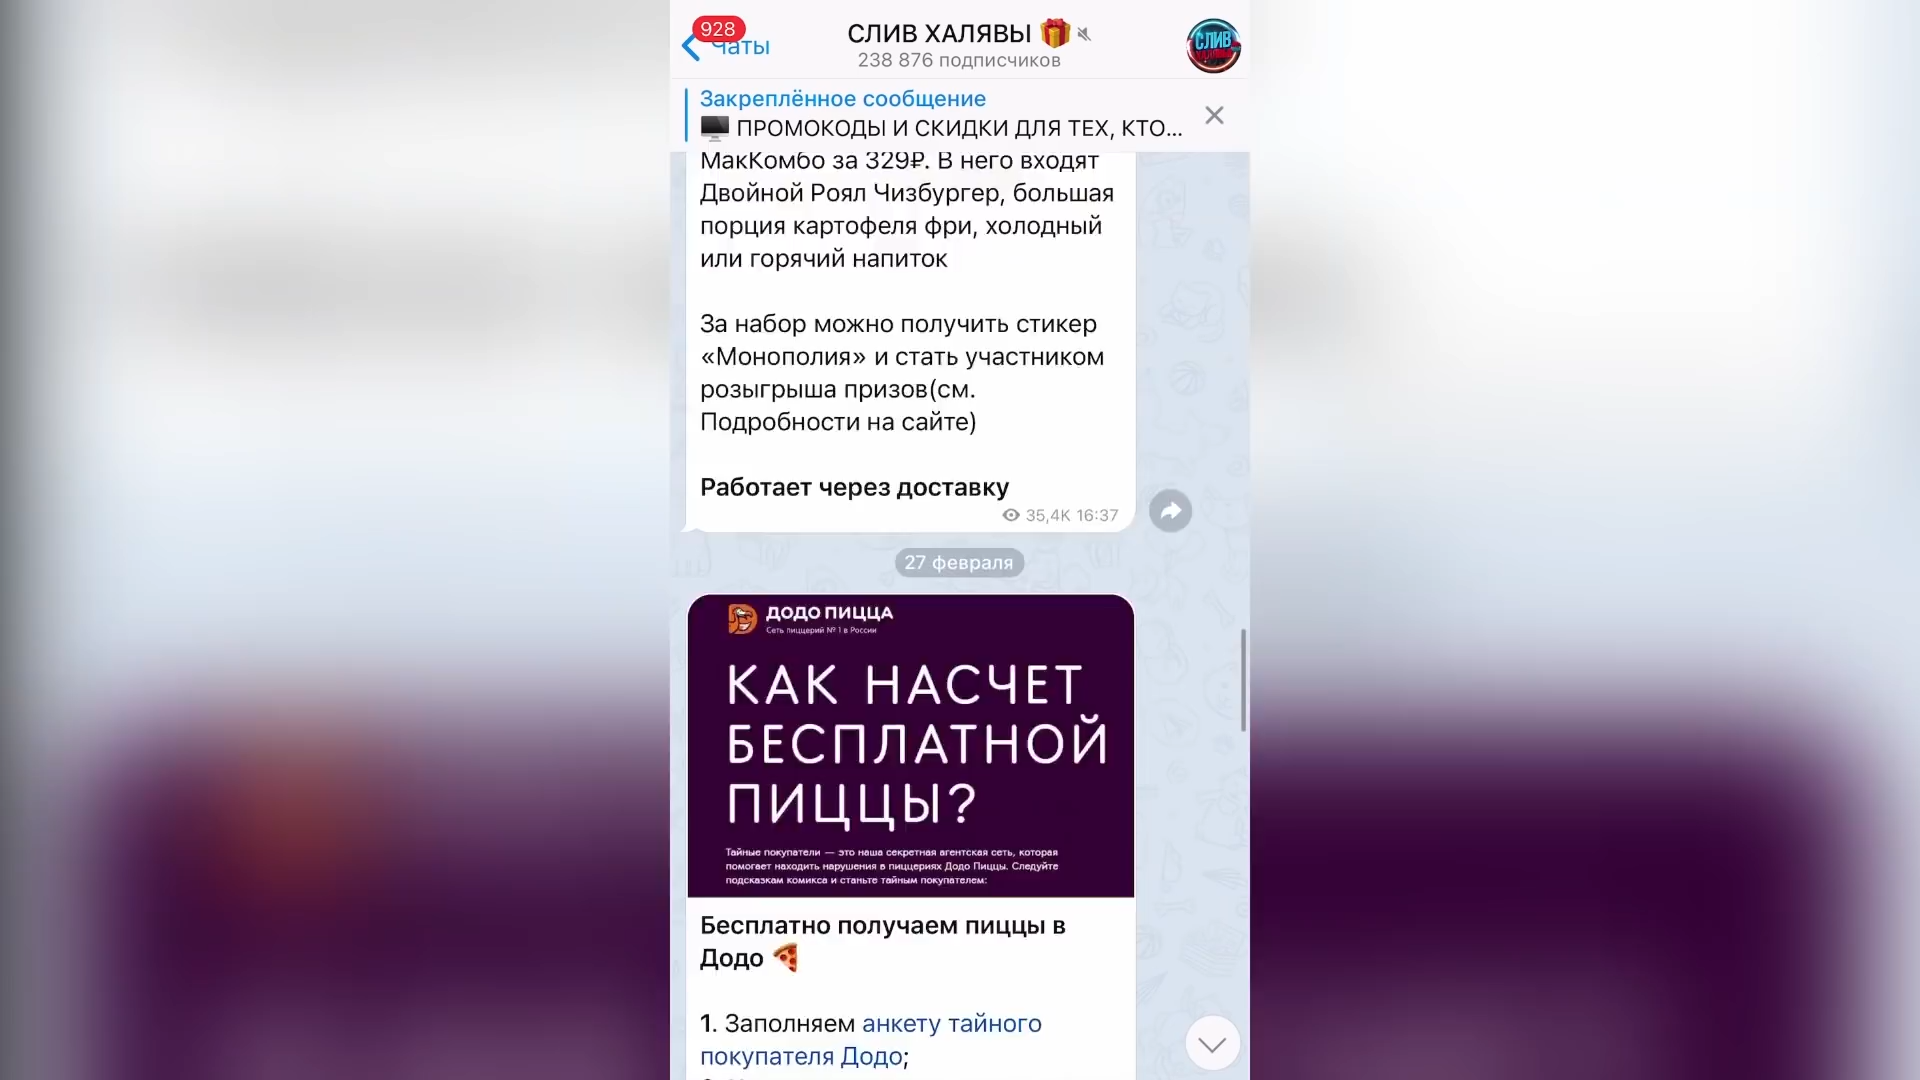 928
Чаты
СЛИВ ХАЛЯВЫ
238 876 подписчиков
СЛИВ
Закреплённое сообщение
ПРОМОКОДЫ И СКИДКИ ДЛЯ ТЕХ, КТО...
МакКомбо за 329₽. В него входят
Двойной Роял Чизбургер, большая
порция картофеля фри, холодный
или горячий напиток
За набор можно получить стикер
«Монополия» и стать участником
розыгрыша призов(см.
Подробности на сайте)
Работает через доставку
35,4K 16:37
27 февраля
ДОДО ПИЦЦА
Сеть пиццерий № 1 в России
КАК НАСЧЕТ
БЕСПЛАТНОЙ
ПИЦЦЫ?
Тайные покупатели — это наша секретная агентская сеть, которая
помогает находить нарушения в пиццериях Додо Пиццы. Следуйте
подсказкам комикса и станьте тайным покупателем:
Бесплатно получаем пиццы в
Додо
1. Заполняем анкету тайного
покупателя Додо;